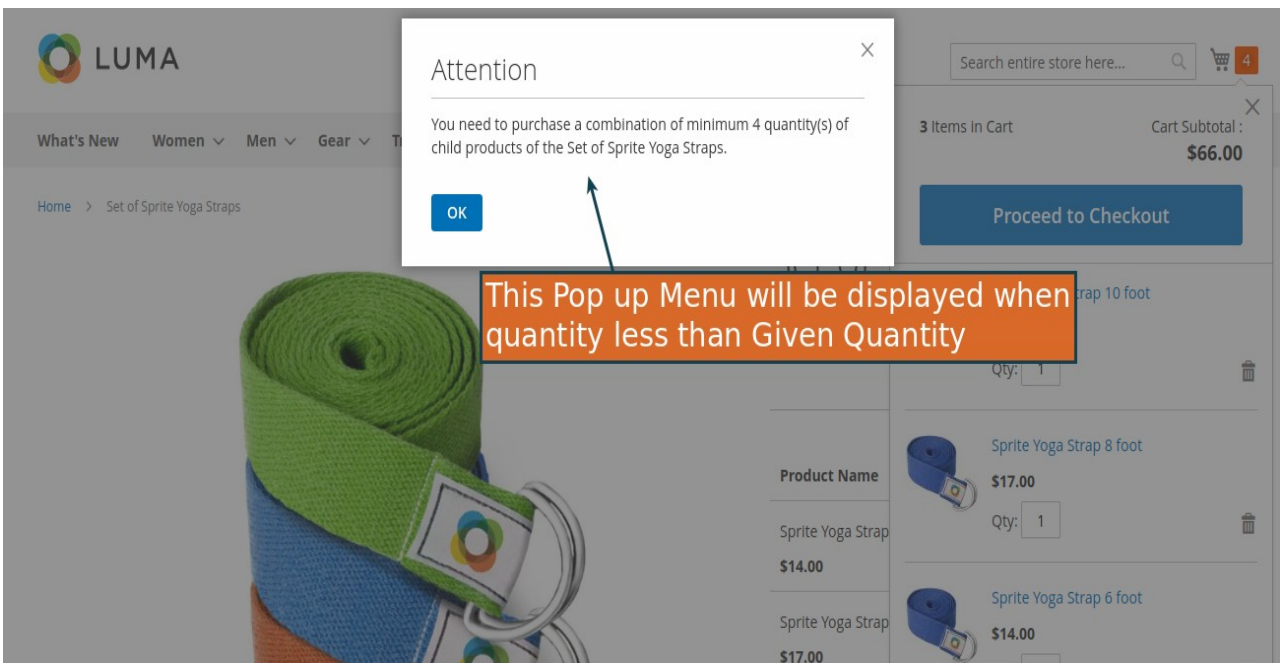 LUMA
Search entire store here...
4
What's New Women Men Gear
Home > Set of Sprite Yoga Straps
Attention
X
You need to purchase a combination of minimum 4 quantity(s) of
child products of the Set of Sprite Yoga Straps.
OK
This Pop up Menu will be displayed when
quantity less than Given Quantity
3 Items in Cart Cart Subtotal :
$66.00
Proceed to Checkout
10 foot
Qty: 1
Sprite Yoga Strap 8 foot
$17.00
Qty: 1
Sprite Yoga Strap 6 foot
$14.00
Product Name
Sprite Yoga Strap
$14.00
Sprite Yoga Strap
$17.00